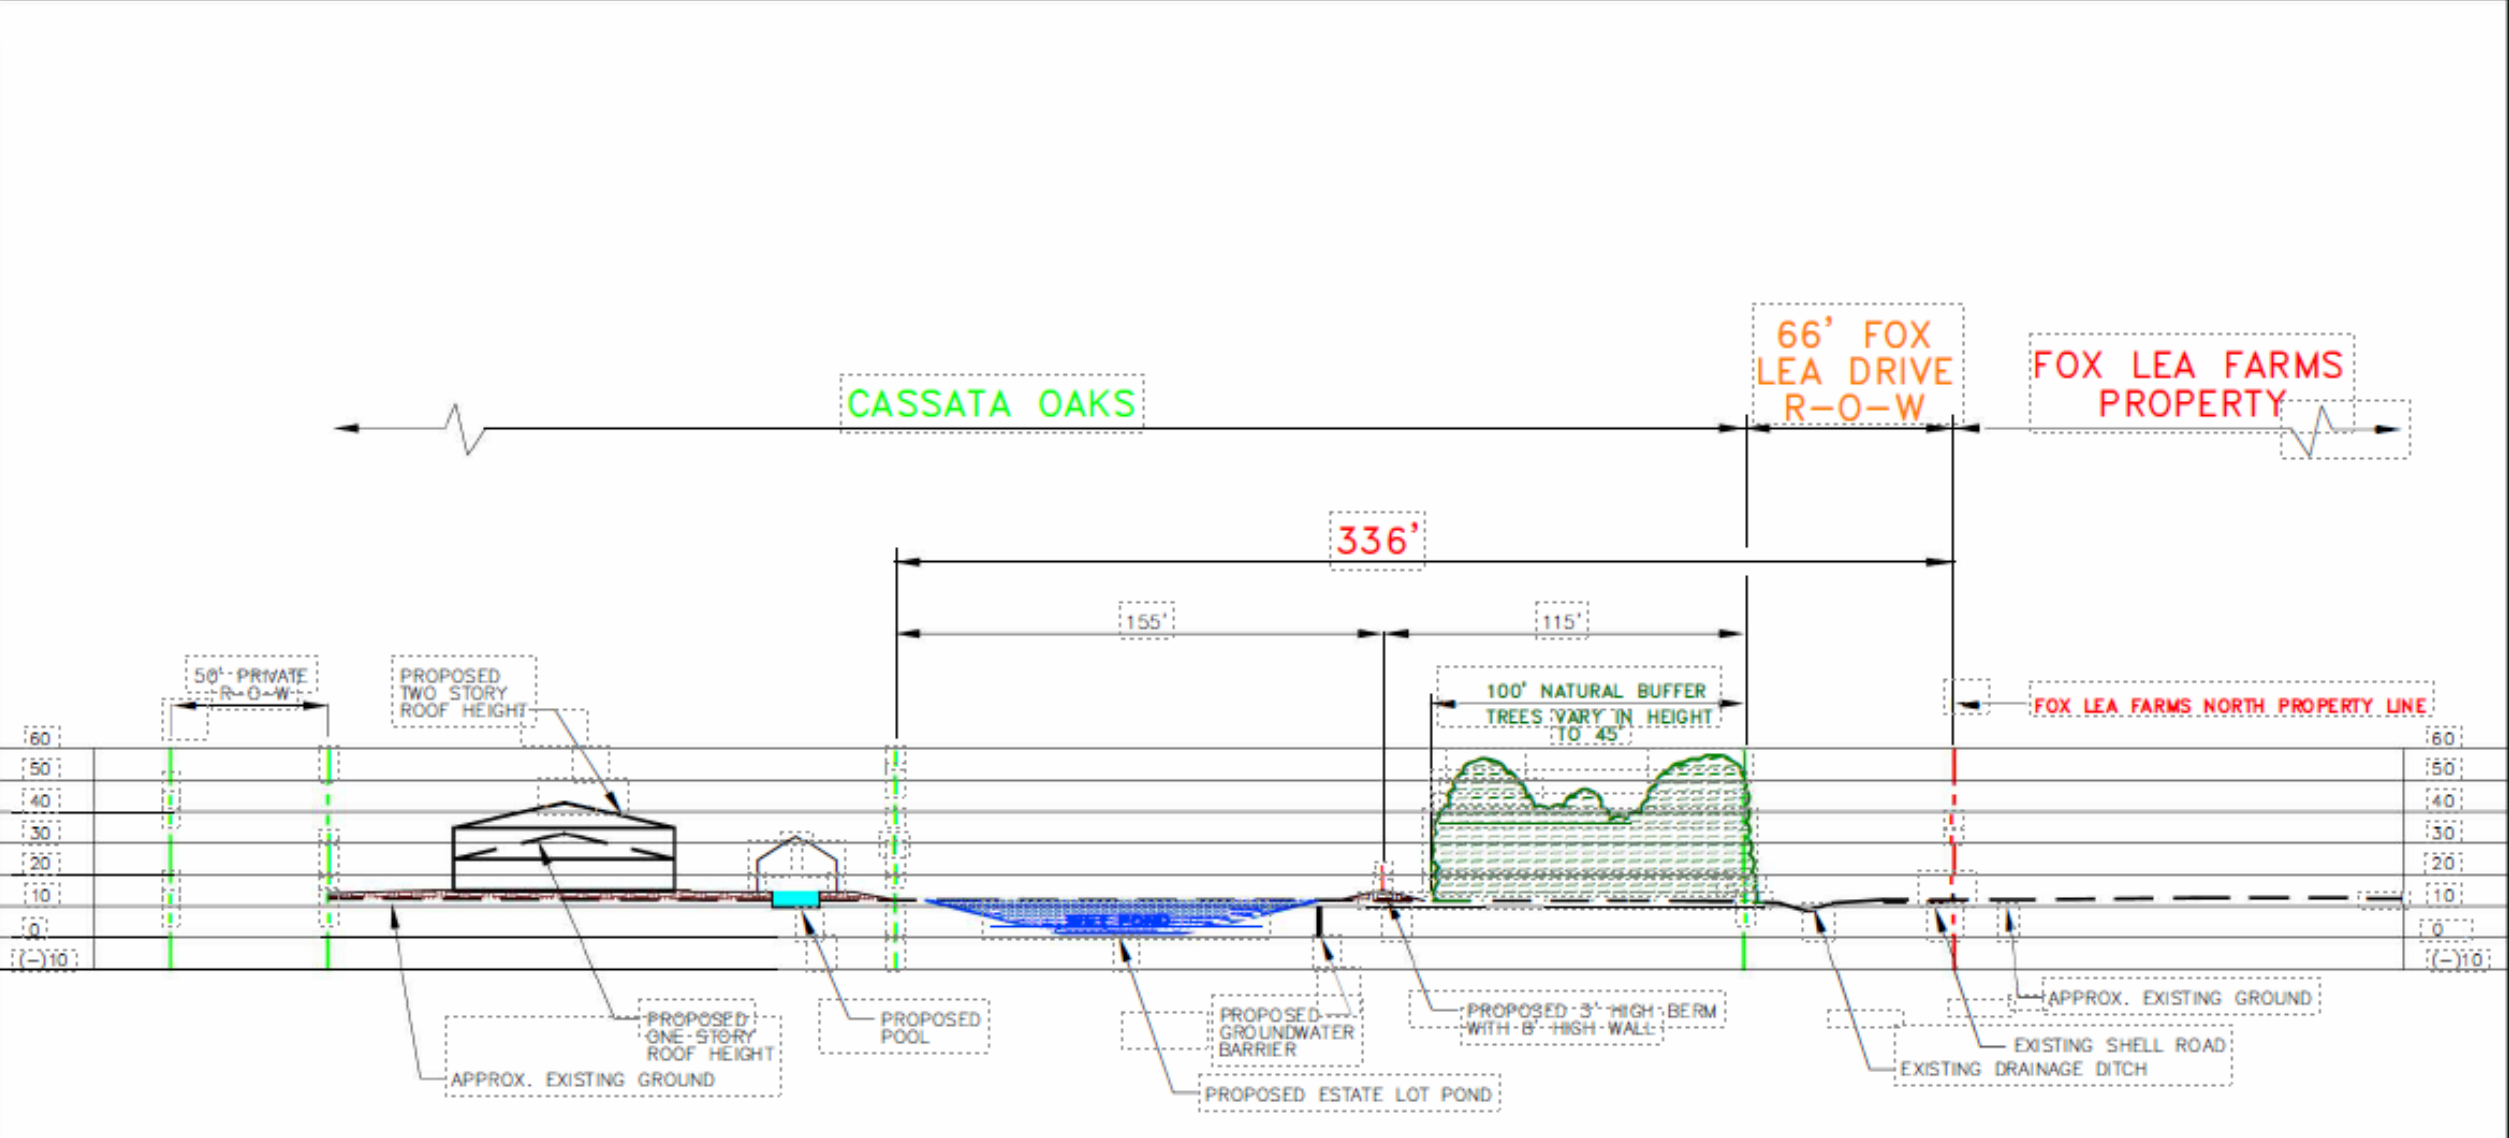 66' FOX
LEA DRIVE
R-O-W
FOX LEA FARMS
PROPERTY
CASSATA OAKS
336'
155'
115'
50' PRIVATE
R-O-W
PROPOSED
TWO STORY
ROOF HEIGHT
100' NATURAL BUFFER
TREES VARY IN HEIGHT
TO 45'
FOX LEA FARMS NORTH PROPERTY LINE
60
50
40
30
20
10
0
(-)10
60
50
40
30
20
10
0
(-)10
PROPOSED
ONE STORY
ROOF HEIGHT
APPROX. EXISTING GROUND
PROPOSED
POOL
PROPOSED
GROUNDWATER
BARRIER
PROPOSED ESTATE LOT POND
PROPOSED 3' HIGH BERM
WITH 8' HIGH WALL
APPROX. EXISTING GROUND
EXISTING SHELL ROAD
EXISTING DRAINAGE DITCH